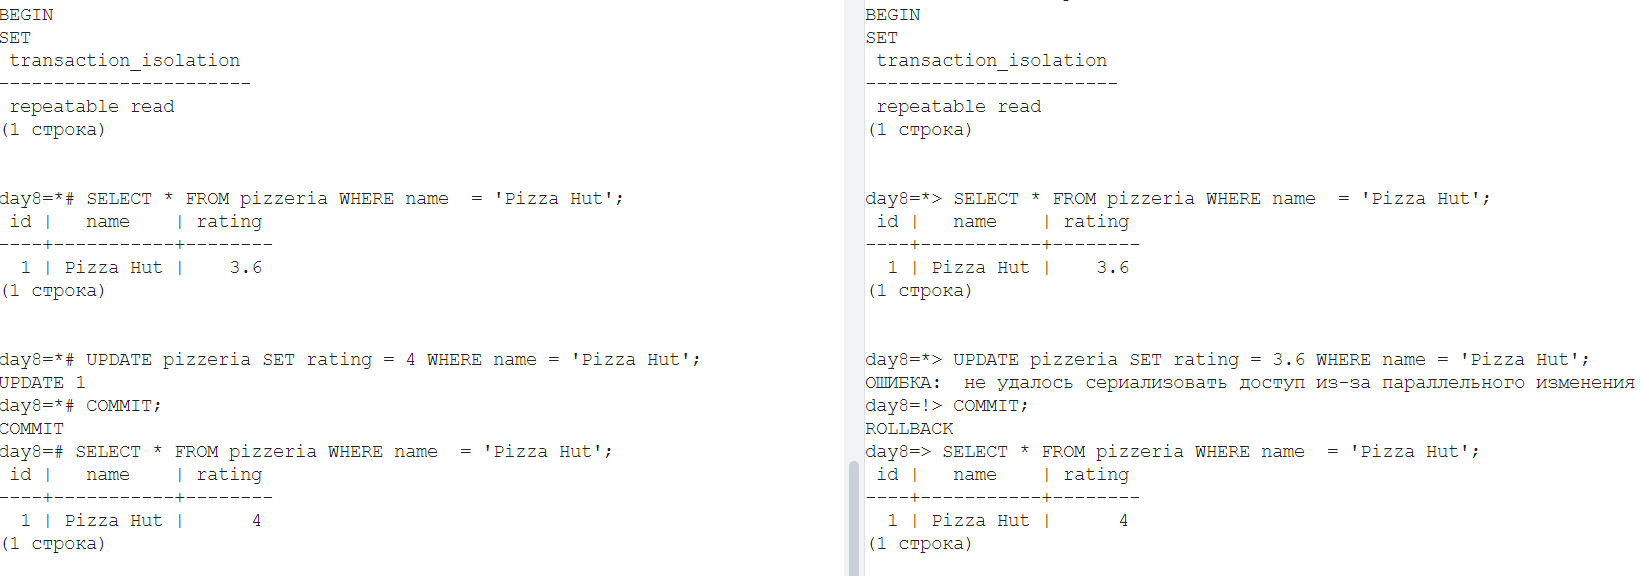 BEGIN
SET
 transaction_isolation
-----------------------
 repeatable read
(1 строка)
day8=*# SELECT * FROM pizzeria WHERE name  = 'Pizza Hut';
 id |   name    | rating
----+-----------+--------
  1 | Pizza Hut |    3.6
(1 строка)
day8=*# UPDATE pizzeria SET rating = 4 WHERE name = 'Pizza Hut';
UPDATE 1
day8=*# COMMIT;
COMMIT
day8=# SELECT * FROM pizzeria WHERE name  = 'Pizza Hut';
 id |   name    | rating
----+-----------+--------
  1 | Pizza Hut |      4
(1 строка)
BEGIN
SET
 transaction_isolation
-----------------------
 repeatable read
(1 строка)
day8=*> SELECT * FROM pizzeria WHERE name  = 'Pizza Hut';
 id |   name    | rating
----+-----------+--------
  1 | Pizza Hut |    3.6
(1 строка)
day8=*> UPDATE pizzeria SET rating = 3.6 WHERE name = 'Pizza Hut';
ОШИБКА:  не удалось сериализовать доступ из-за параллельного изменения
day8=!> COMMIT;
ROLLBACK
day8=> SELECT * FROM pizzeria WHERE name  = 'Pizza Hut';
 id |   name    | rating
----+-----------+--------
  1 | Pizza Hut |      4
(1 строка)